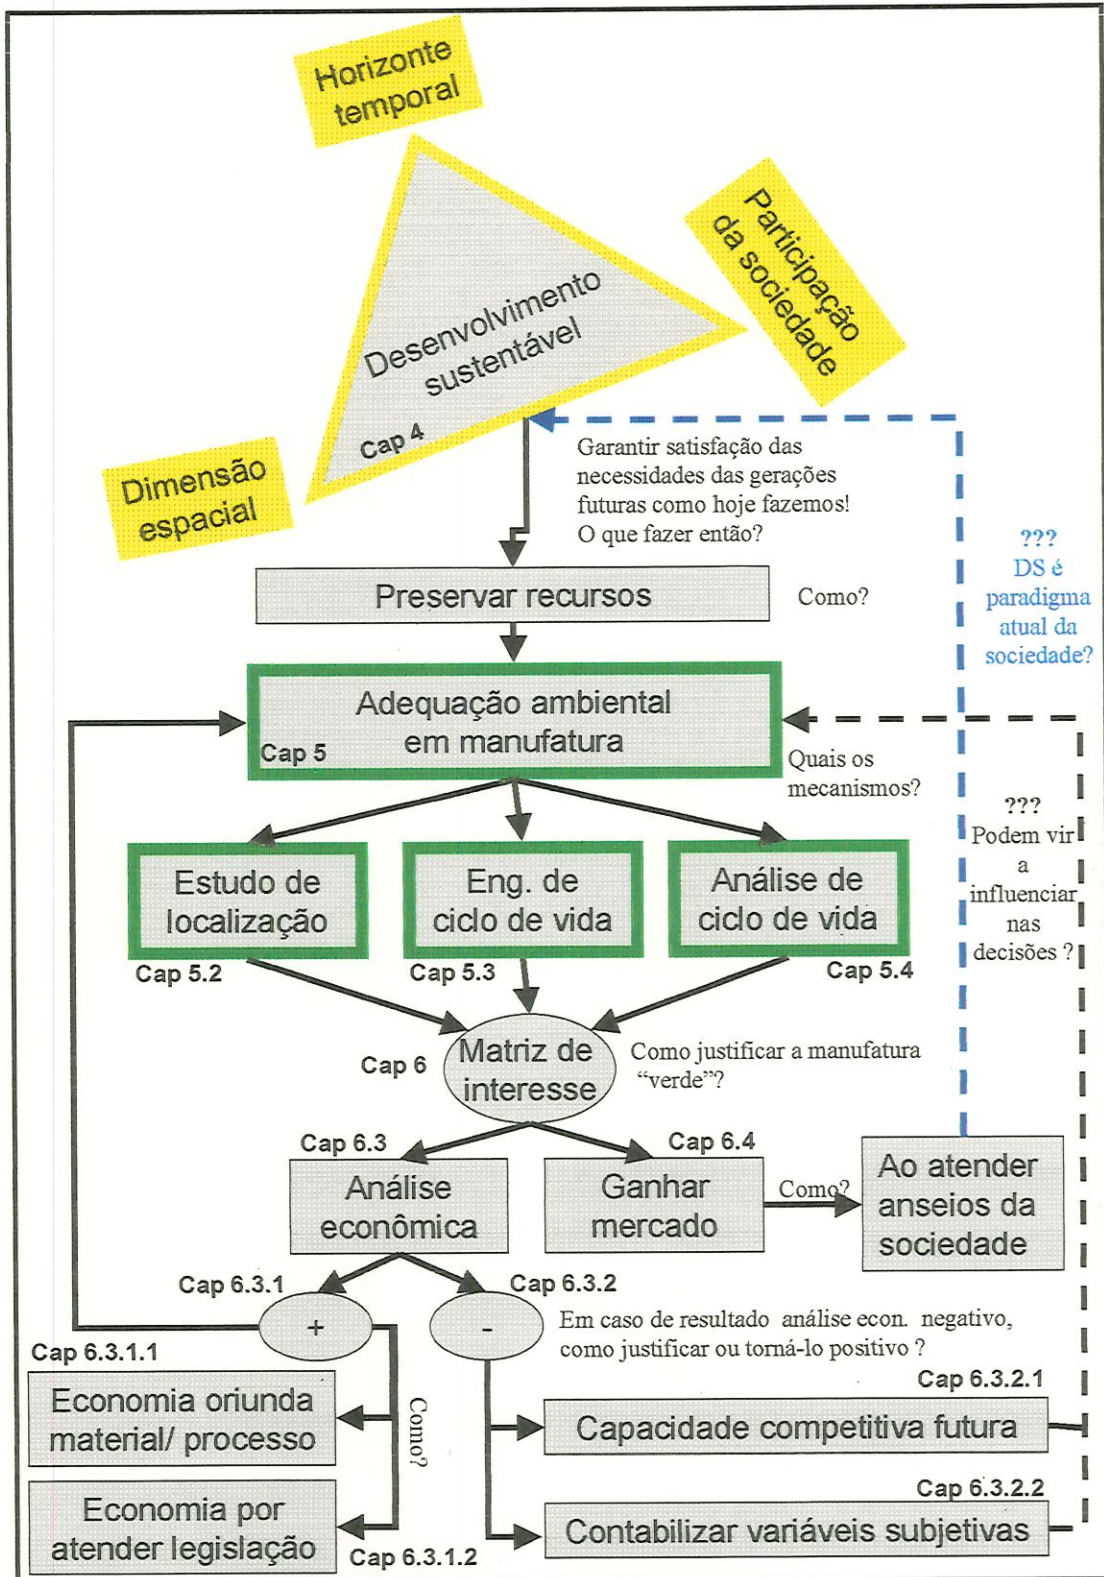 Horizonte
temporal
Participação
da sociedade
Desenvolvimento
sustentável
Cap 4
Dimensão
espacial
Garantir satisfação das
necessidades das gerações
futuras como hoje fazemos!
O que fazer então?
???
DS é
paradigma
atual da
sociedade?
Preservar recursos
Como?
Adequação ambiental
em manufatura
Cap 5
Quais os
mecanismos?
???
Podem vir
a
influenciar
nas
decisões ?
Estudo de
localização
Cap 5.2
Eng. de
ciclo de vida
Cap 5.3
Análise de
ciclo de vida
Cap 5.4
Cap 6
Matriz de
interesse
Como justificar a manufatura
“verde”?
Cap 6.3
Análise
econômica
Cap 6.4
Ganhar
mercado
Como?
Ao atender
anseios da
sociedade
Cap 6.3.1
+
Cap 6.3.2
-
Em caso de resultado análise econ. negativo,
como justificar ou torná-lo positivo ?
Cap 6.3.1.1
Economia oriunda
material/ processo
Como?
Economia por
atender legislação
Cap 6.3.1.2
Cap 6.3.2.1
Capacidade competitiva futura
Cap 6.3.2.2
Contabilizar variáveis subjetivas